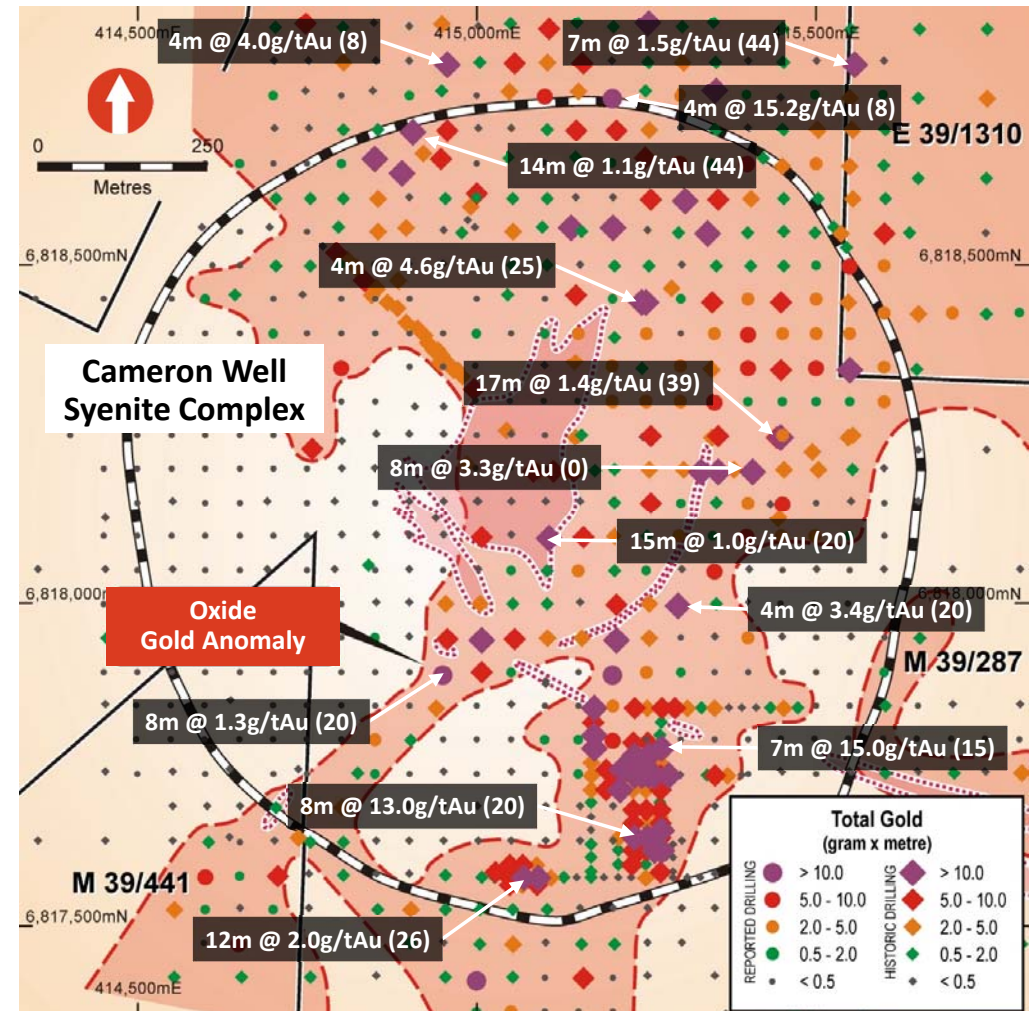 414,500mE
415,000mE
415,500mE
4m @ 4.0g/tAu (8)
7m @ 1.5g/tAu (44)
4m @ 15.2g/tAu (8)
E 39/1310
0
250
Metres
14m @ 1.1g/tAu (44)
6,818,500mN
6,818,500mN
4m @ 4.6g/tAu (25)
Cameron Well
Syenite Complex
17m @ 1.4g/tAu (39)
8m @ 3.3g/tAu (0)
15m @ 1.0g/tAu (20)
6,818,000mN
6,818,000mN
4m @ 3.4g/tAu (20)
Oxide
Gold Anomaly
M 39/287
8m @ 1.3g/tAu (20)
7m @ 15.0g/tAu (15)
8m @ 13.0g/tAu (20)
M 39/441
6,817,500mN
12m @ 2.0g/tAu (26)
414,500mE
Total Gold
(gram x metre)
REPORTED DRILLING
> 10.0
5.0 - 10.0
2.0 - 5.0
0.5 - 2.0
< 0.5
HISTORIC DRILLING
> 10.0
5.0 - 10.0
2.0 - 5.0
0.5 - 2.0
< 0.5